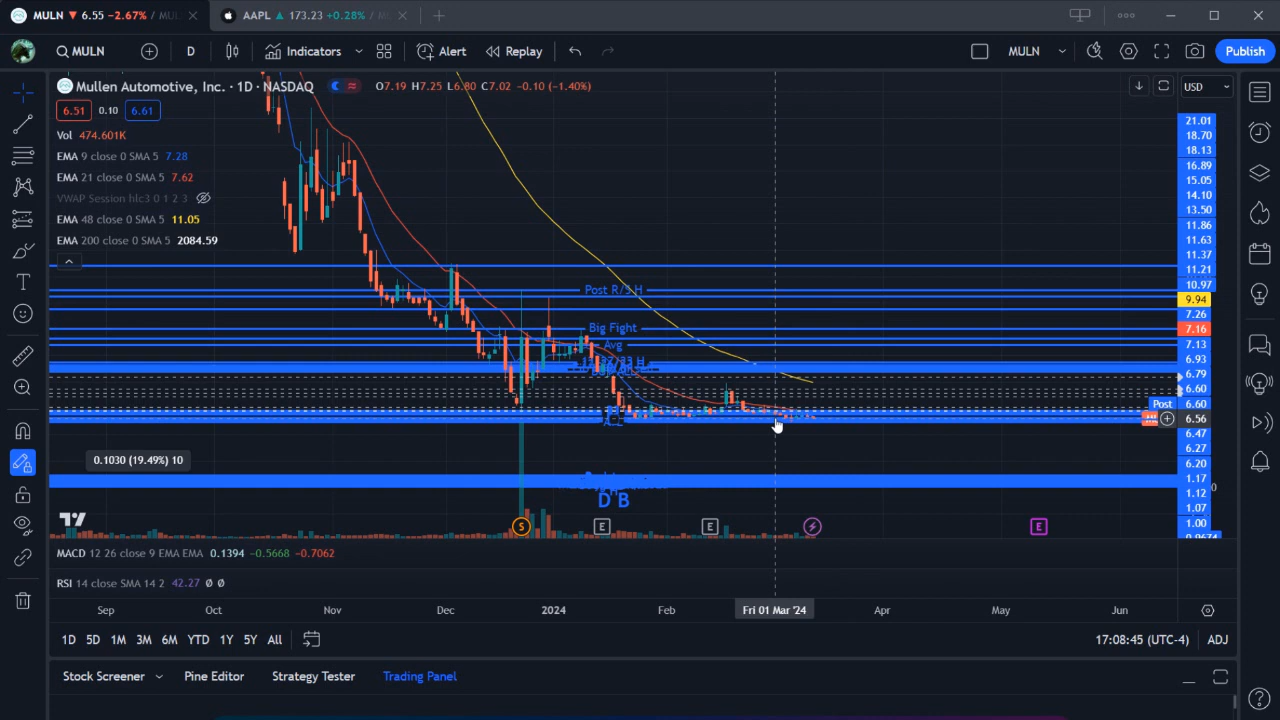 MULN ▼ 6.55 −2.67% / MULN
AAPL ▲ 173.23 +0.28% / M
MULN
D
Indicators
Alert
Replay
MULN
Publish
Mullen Automotive, Inc. · 1D · NASDAQ
O7.19 H7.25 L6.80 C7.02 −0.10 (−1.40%)
USD
6.51 0.10 6.61
Vol 474.601K
EMA 9 close 0 SMA 5 7.28
EMA 21 close 0 SMA 5 7.62
VWAP Session hlc3 0 1 2 3
EMA 48 close 0 SMA 5 11.05
EMA 200 close 0 SMA 5 2084.59
21.01
18.70
18.13
16.89
15.05
14.10
13.50
11.86
11.63
11.37
11.21
10.97
9.94
7.26
7.16
7.13
6.93
6.79
6.60
Post 6.60
6.56
6.47
6.27
6.20
1.17
1.12
1.07
1.00
0.9674
Post R/S H
Big Fight
Avg
D B
0.1030 (19.49%) 10
S
E
E
E
MACD 12 26 close 9 EMA EMA 0.1394 −0.5668 −0.7062
RSI 14 close SMA 14 2 42.27 Ø Ø
Sep
Oct
Nov
Dec
2024
Feb
Fri 01 Mar '24
Apr
May
Jun
1D 5D 1M 3M 6M YTD 1Y 5Y All
17:08:45 (UTC-4) ADJ
Stock Screener
Pine Editor
Strategy Tester
Trading Panel